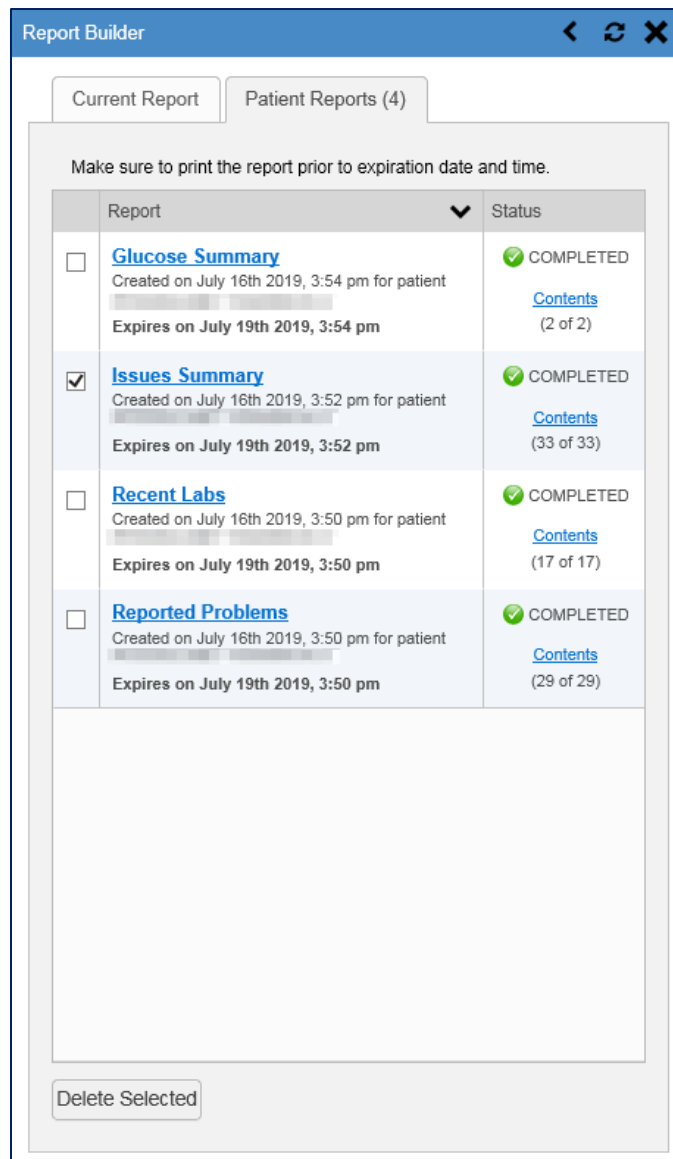 Report Builder
Current Report
Patient Reports (4)
Make sure to print the report prior to expiration date and time.
Report
Status
Glucose Summary
Created on July 16th 2019, 3:54 pm for patient
Expires on July 19th 2019, 3:54 pm
COMPLETED
Contents
(2 of 2)
Issues Summary
Created on July 16th 2019, 3:52 pm for patient
Expires on July 19th 2019, 3:52 pm
COMPLETED
Contents
(33 of 33)
Recent Labs
Created on July 16th 2019, 3:50 pm for patient
Expires on July 19th 2019, 3:50 pm
COMPLETED
Contents
(17 of 17)
Reported Problems
Created on July 16th 2019, 3:50 pm for patient
Expires on July 19th 2019, 3:50 pm
COMPLETED
Contents
(29 of 29)
Delete Selected